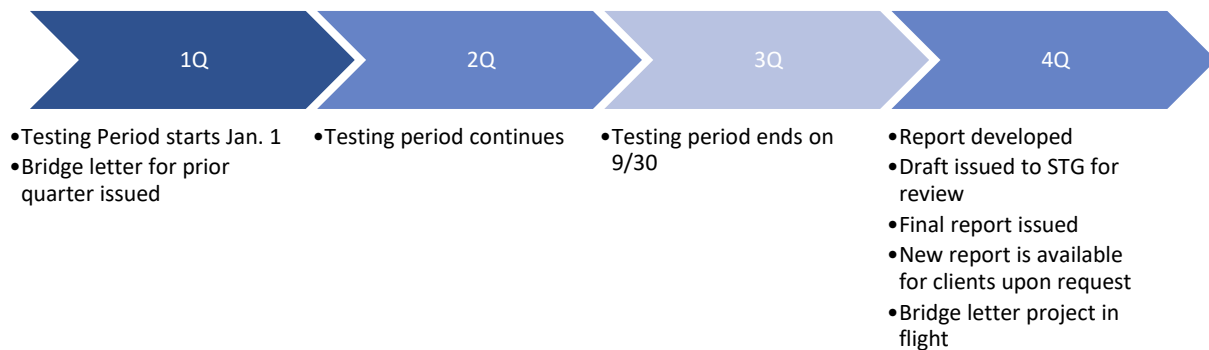 1Q
2Q
3Q
4Q
•Testing Period starts Jan. 1
•Bridge letter for prior
quarter issued
•Testing period continues
•Testing period ends on
9/30
•Report developed
•Draft issued to STG for
review
•Final report issued
•New report is available
for clients upon request
•Bridge letter project in
flight